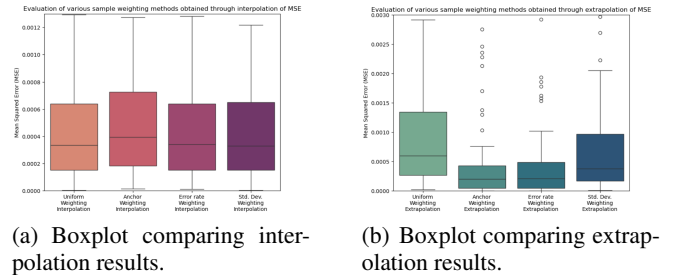 Evaluation of various sample weighting methods obtained through interpolation of MSE
Mean Squared Error (MSE)
0.0012
0.0010
0.0008
0.0006
0.0004
0.0002
0.0000
Uniform Weighting Interpolation
Anchor Weighting Interpolation
Error rate Weighting Interpolation
Std. Dev. Weighting Interpolation
(a) Boxplot comparing inter-
polation results.
Evaluation of various sample weighting methods obtained through extrapolation of MSE
Mean Squared Error (MSE)
0.0030
0.0025
0.0020
0.0015
0.0010
0.0005
0.0000
Uniform Weighting Extrapolation
Anchor Weighting Extrapolation
Error rate Weighting Extrapolation
Std. Dev. Weighting Extrapolation
(b) Boxplot comparing extrap-
olation results.